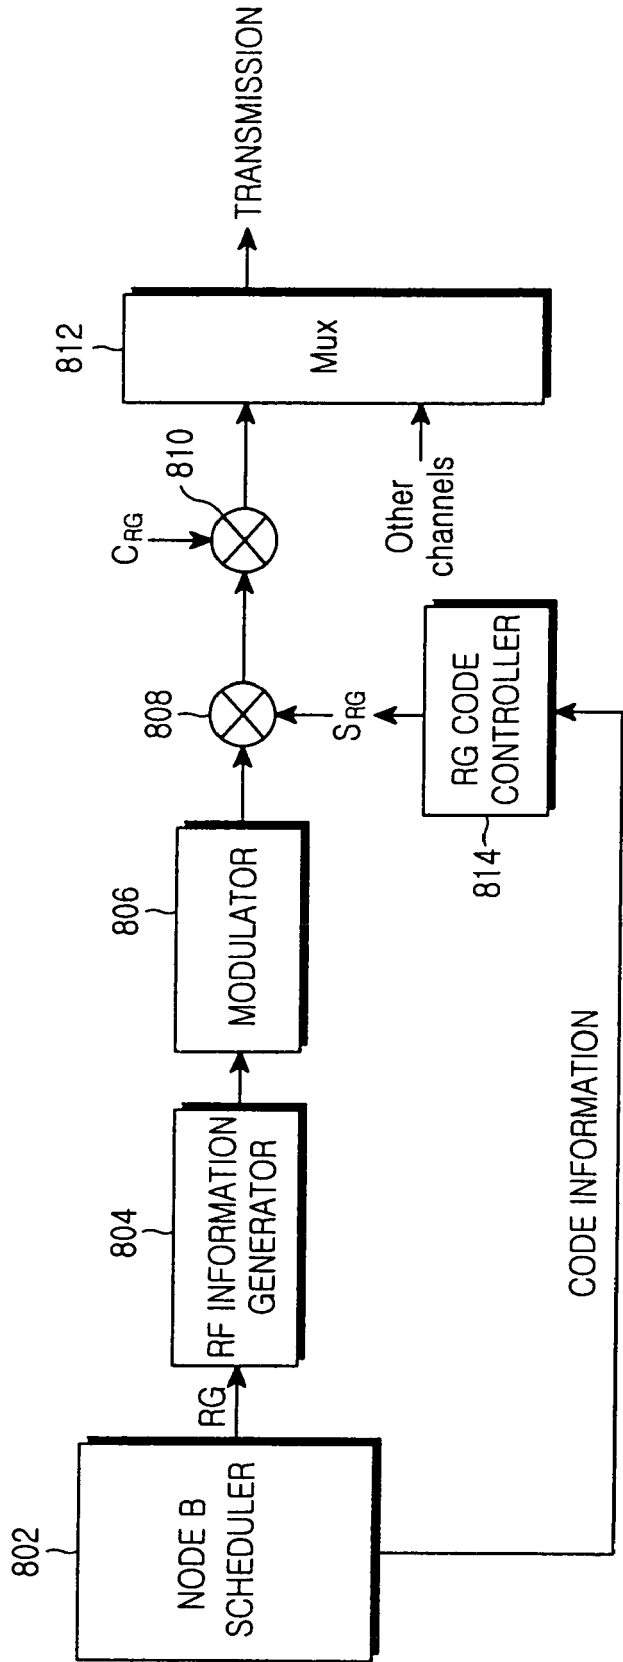 802
NODE B
SCHEDULER
RG
804
RF INFORMATION
GENERATOR
806
MODULATOR
808
SRG
CRG
810
812
Mux
TRANSMISSION
Other
channels
RG CODE
CONTROLLER
814
CODE INFORMATION